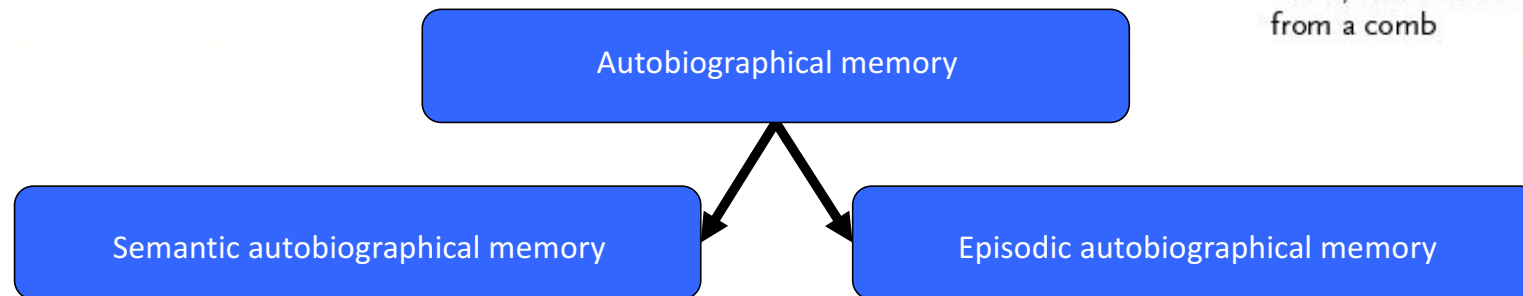 from a comb
Autobiographical memory
Semantic autobiographical memory
Episodic autobiographical memory